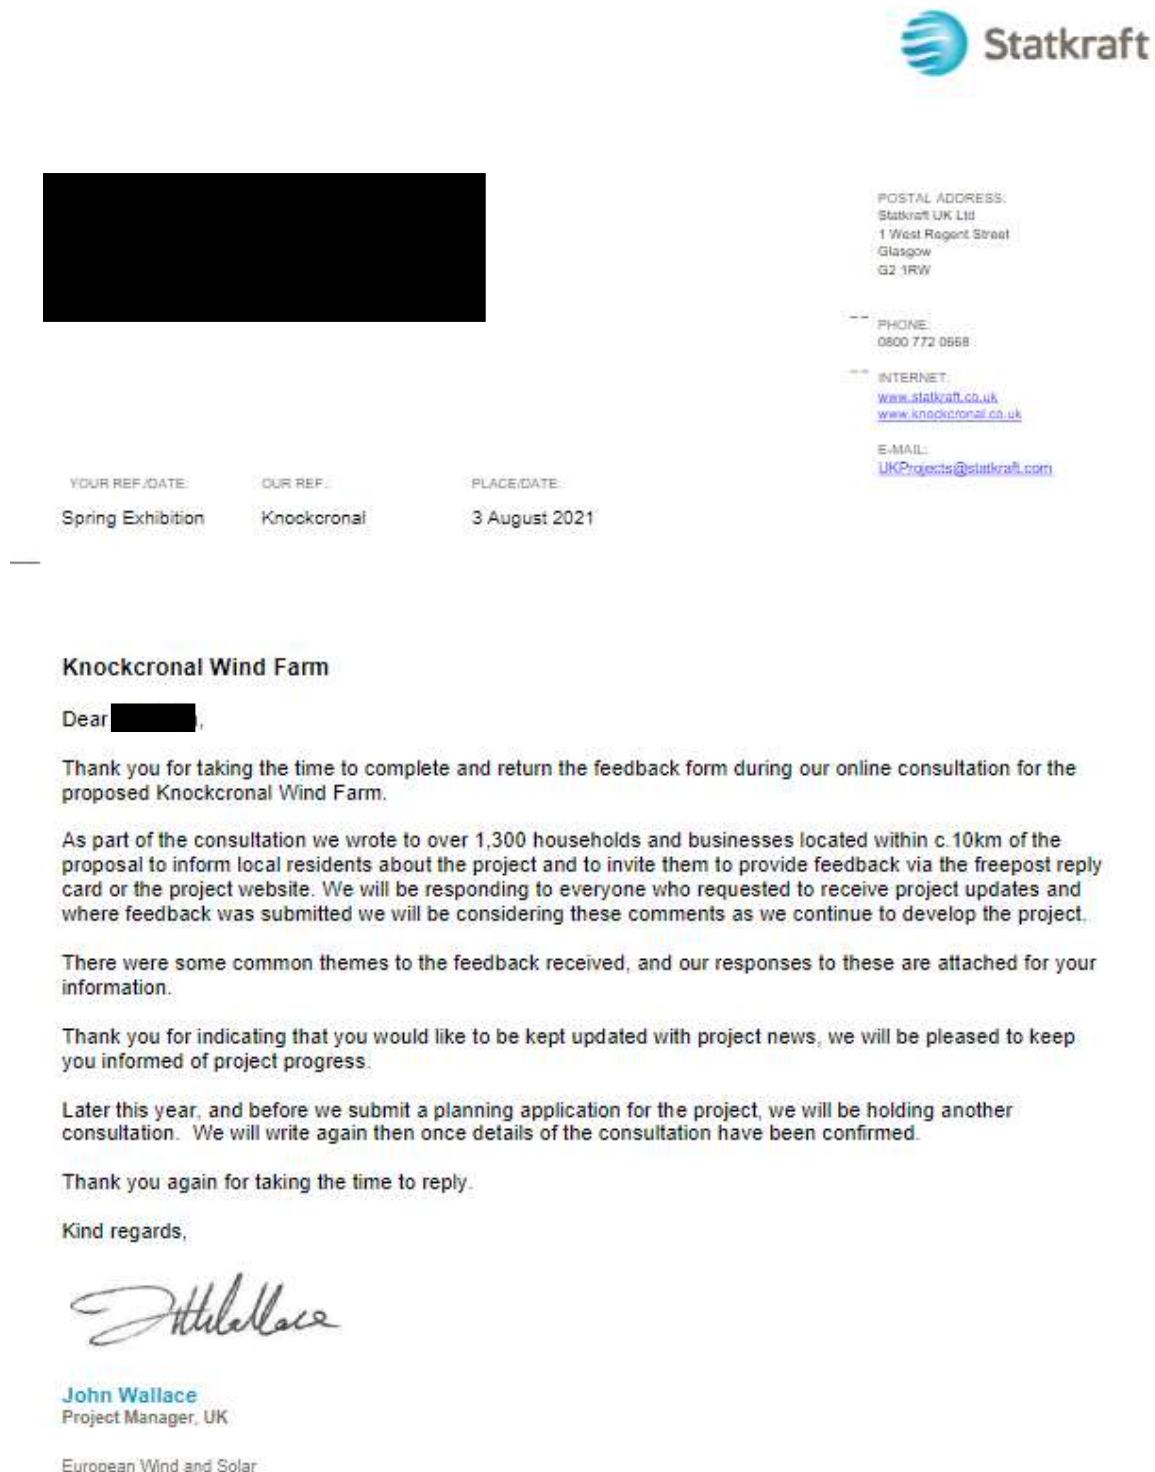 Statkraft
POSTAL ADDRESS:
Statkraft UK Ltd
1 West Regent Street
Glasgow
G2 1RW
PHONE:
0800 772 0668
INTERNET:
www.statkraft.co.uk
www.knockcronal.co.uk
E-MAIL:
UKProjects@statkraft.com
YOUR REF./DATE: OUR REF.: PLACE/DATE:
Spring Exhibition Knockcronal 3 August 2021
Knockcronal Wind Farm
Dear ,
Thank you for taking the time to complete and return the feedback form during our online consultation for the
proposed Knockcronal Wind Farm.
As part of the consultation we wrote to over 1,300 households and businesses located within c.10km of the
proposal to inform local residents about the project and to invite them to provide feedback via the freepost reply
card or the project website. We will be responding to everyone who requested to receive project updates and
where feedback was submitted we will be considering these comments as we continue to develop the project.
There were some common themes to the feedback received, and our responses to these are attached for your
information.
Thank you for indicating that you would like to be kept updated with project news, we will be pleased to keep
you informed of project progress.
Later this year, and before we submit a planning application for the project, we will be holding another
consultation.  We will write again then once details of the consultation have been confirmed.
Thank you again for taking the time to reply.
Kind regards,
John Wallace
Project Manager, UK
European Wind and Solar